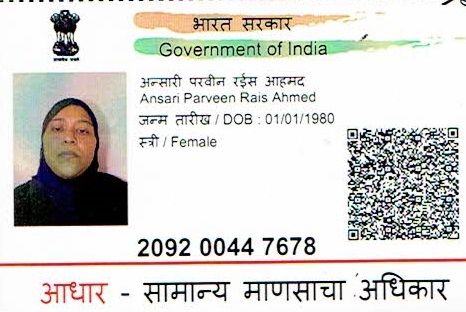 भारत सरकार
Government of India
अन्सारी परवीन रईस आहमद
Ansari Parveen Rais Ahmed
जन्म तारीख / DOB : 01/01/1980
स्त्री / Female
2092 0044 7678
आधार - सामान्य माणसाचा अधिकार